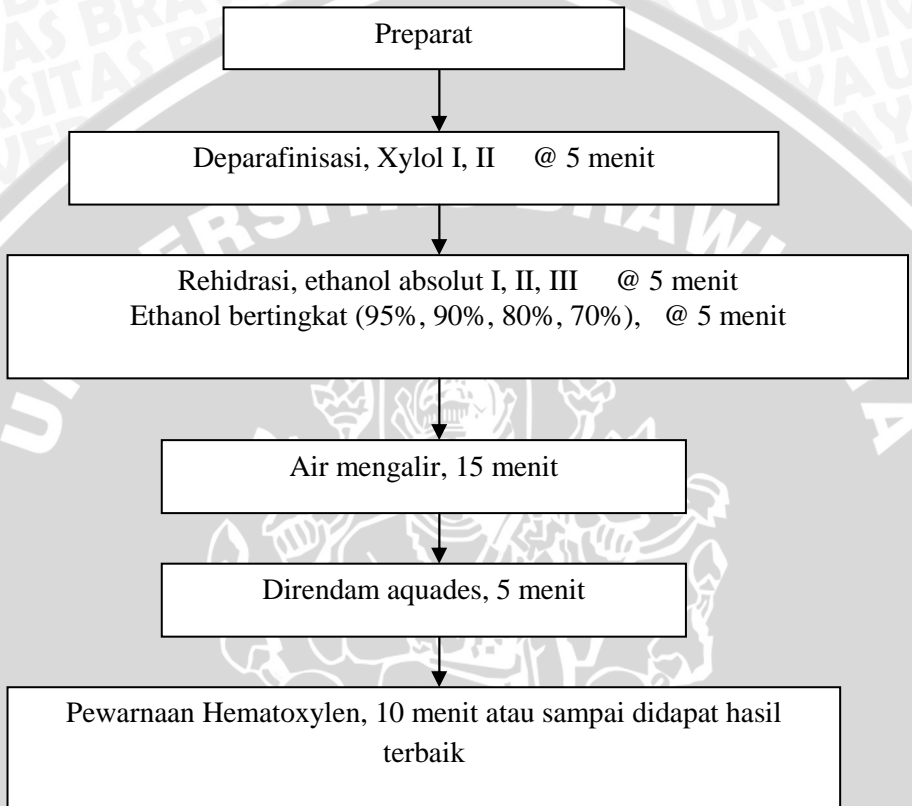 Preparat
Deparafinisasi, Xylol I, II @ 5 menit
Rehidrasi, ethanol absolut I, II, III @ 5 menit
Ethanol bertingkat (95%, 90%, 80%, 70%), @ 5 menit
Air mengalir, 15 menit
Direndam aquades, 5 menit
Pewarnaan Hematoxylen, 10 menit atau sampai didapat hasil
terbaik